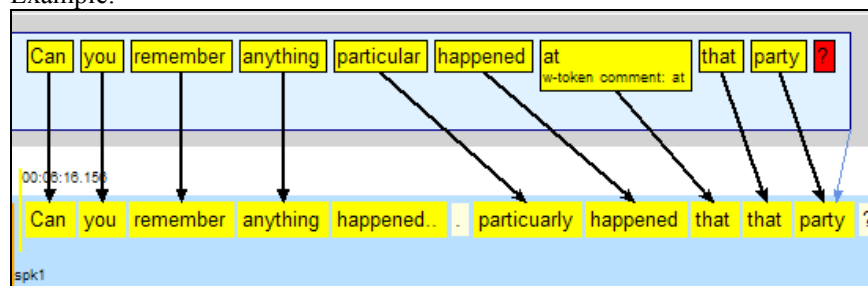 Example:
Can you remember anything particular happened at that party ?
w-token comment: at
00:06:16.156
Can you remember anything happened.. . particuarly happened that that party ?
spk1